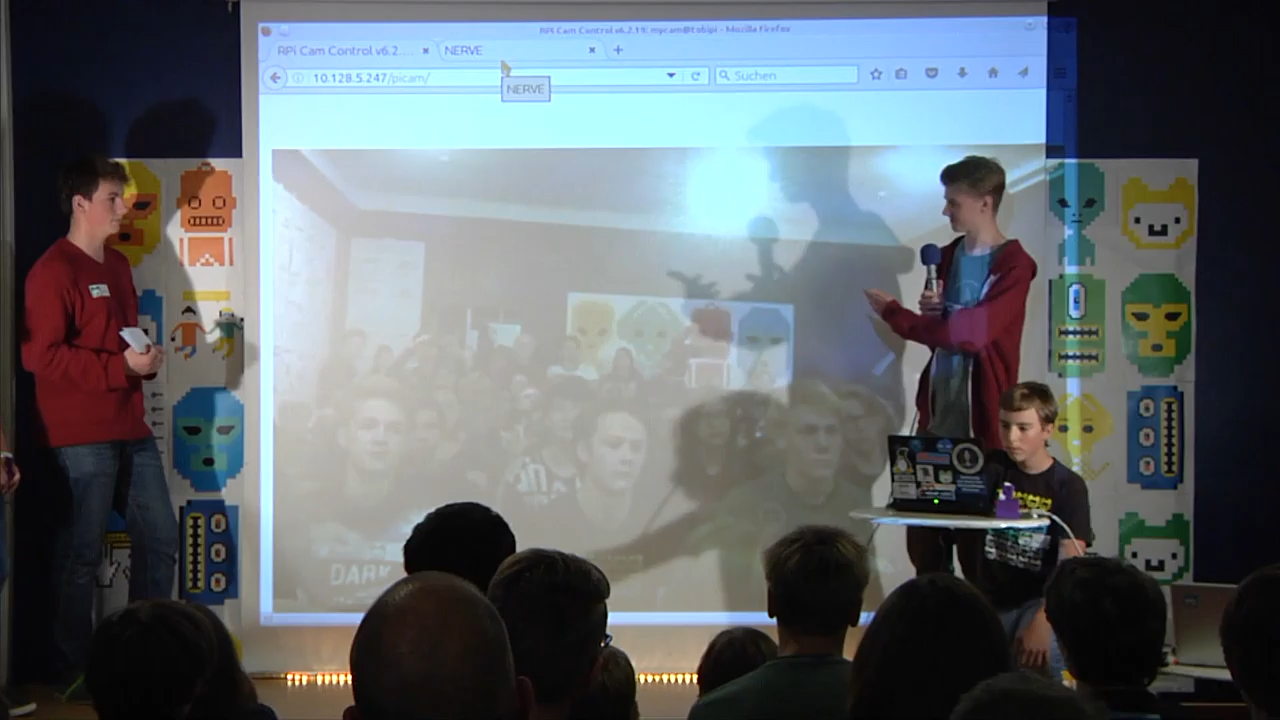 RPi Cam Control v6.2.19: mycam@tobipi - Mozilla Firefox
RPi Cam Control v6.2.... × NERVE × +
10.128.5.247/picam/
Suchen
NERVE
DARK